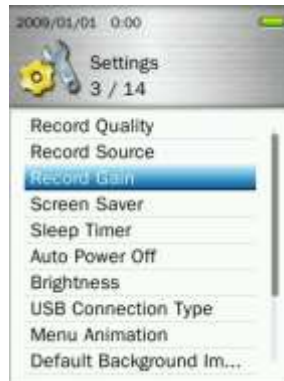 2009/01/01 0:00
Settings
3 / 14
Record Quality
Record Source
Record Gain
Screen Saver
Sleep Timer
Auto Power Off
Brightness
USB Connection Type
Menu Animation
Default Background Im...